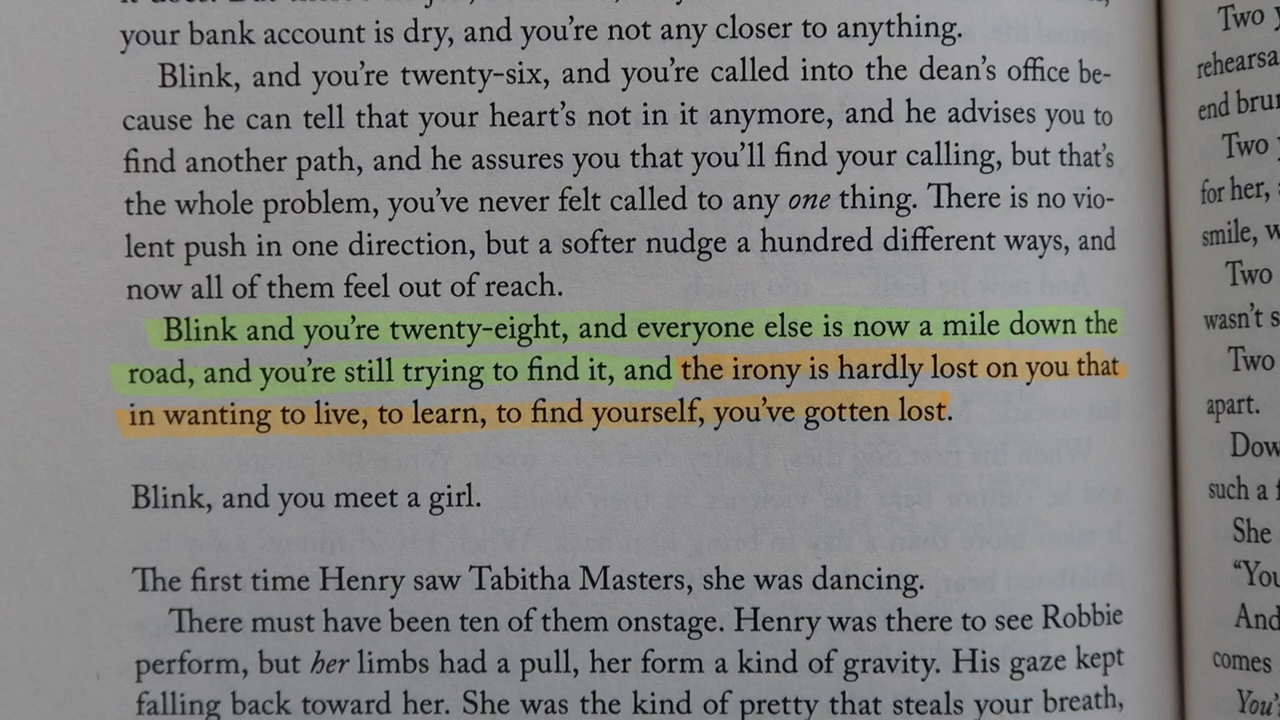 your bank account is dry, and you're not any closer to anything.
Blink, and you're twenty-six, and you're called into the dean's office be-
cause he can tell that your heart's not in it anymore, and he advises you to
find another path, and he assures you that you'll find your calling, but that's
the whole problem, you've never felt called to any one thing. There is no vio-
lent push in one direction, but a softer nudge a hundred different ways, and
now all of them feel out of reach.
Blink and you're twenty-eight, and everyone else is now a mile down the
road, and you're still trying to find it, and the irony is hardly lost on you that
in wanting to live, to learn, to find yourself, you've gotten lost.
Blink, and you meet a girl.
The first time Henry saw Tabitha Masters, she was dancing.
There must have been ten of them onstage. Henry was there to see Robbie
perform, but her limbs had a pull, her form a kind of gravity. His gaze kept
falling back toward her. She was the kind of pretty that steals your breath,
Two
end
Two
for her,
smile,
Two
wasn't
Two
apart.
such a
She
And
comes